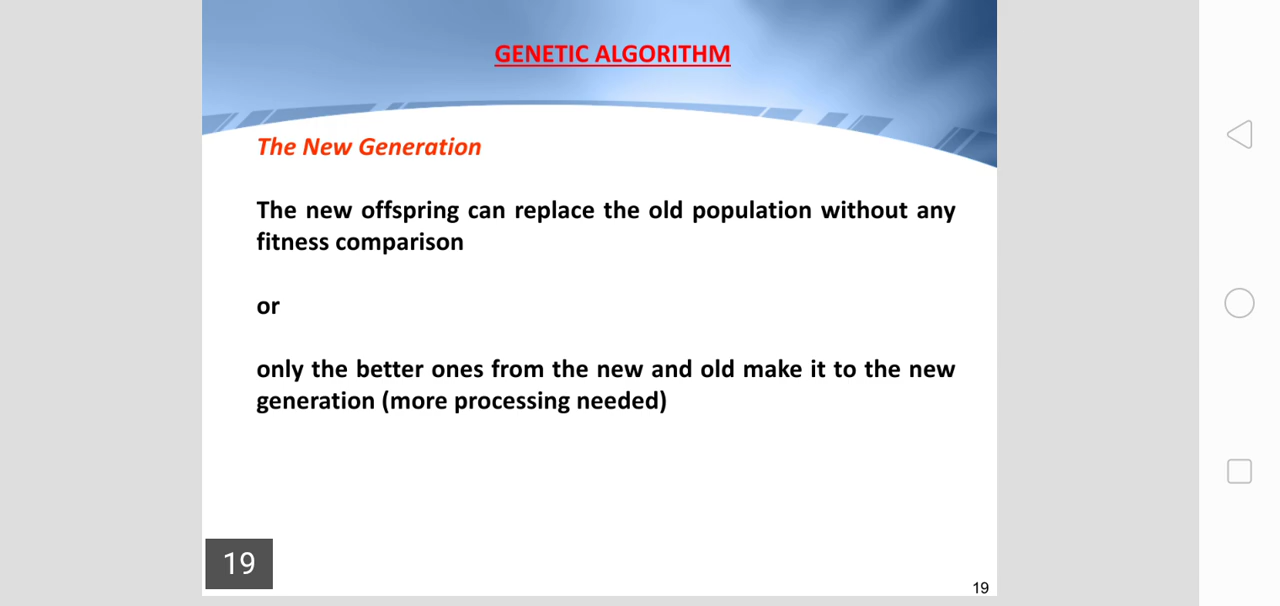 GENETIC ALGORITHM
The New Generation
The new offspring can replace the old population without any
fitness comparison
or
only the better ones from the new and old make it to the new
generation (more processing needed)
19
19